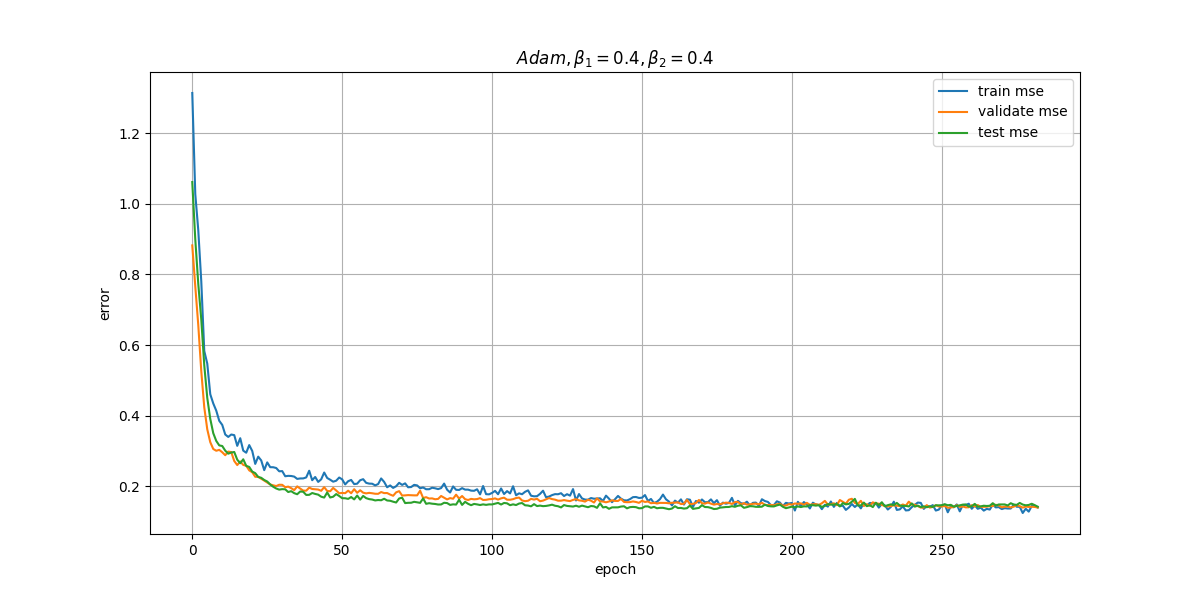 Adam, β₁ = 0.4, β₂ = 0.4
train mse
validate mse
test mse
error
1.2
1.0
0.8
0.6
0.4
0.2
0 50 100 150 200 250
epoch